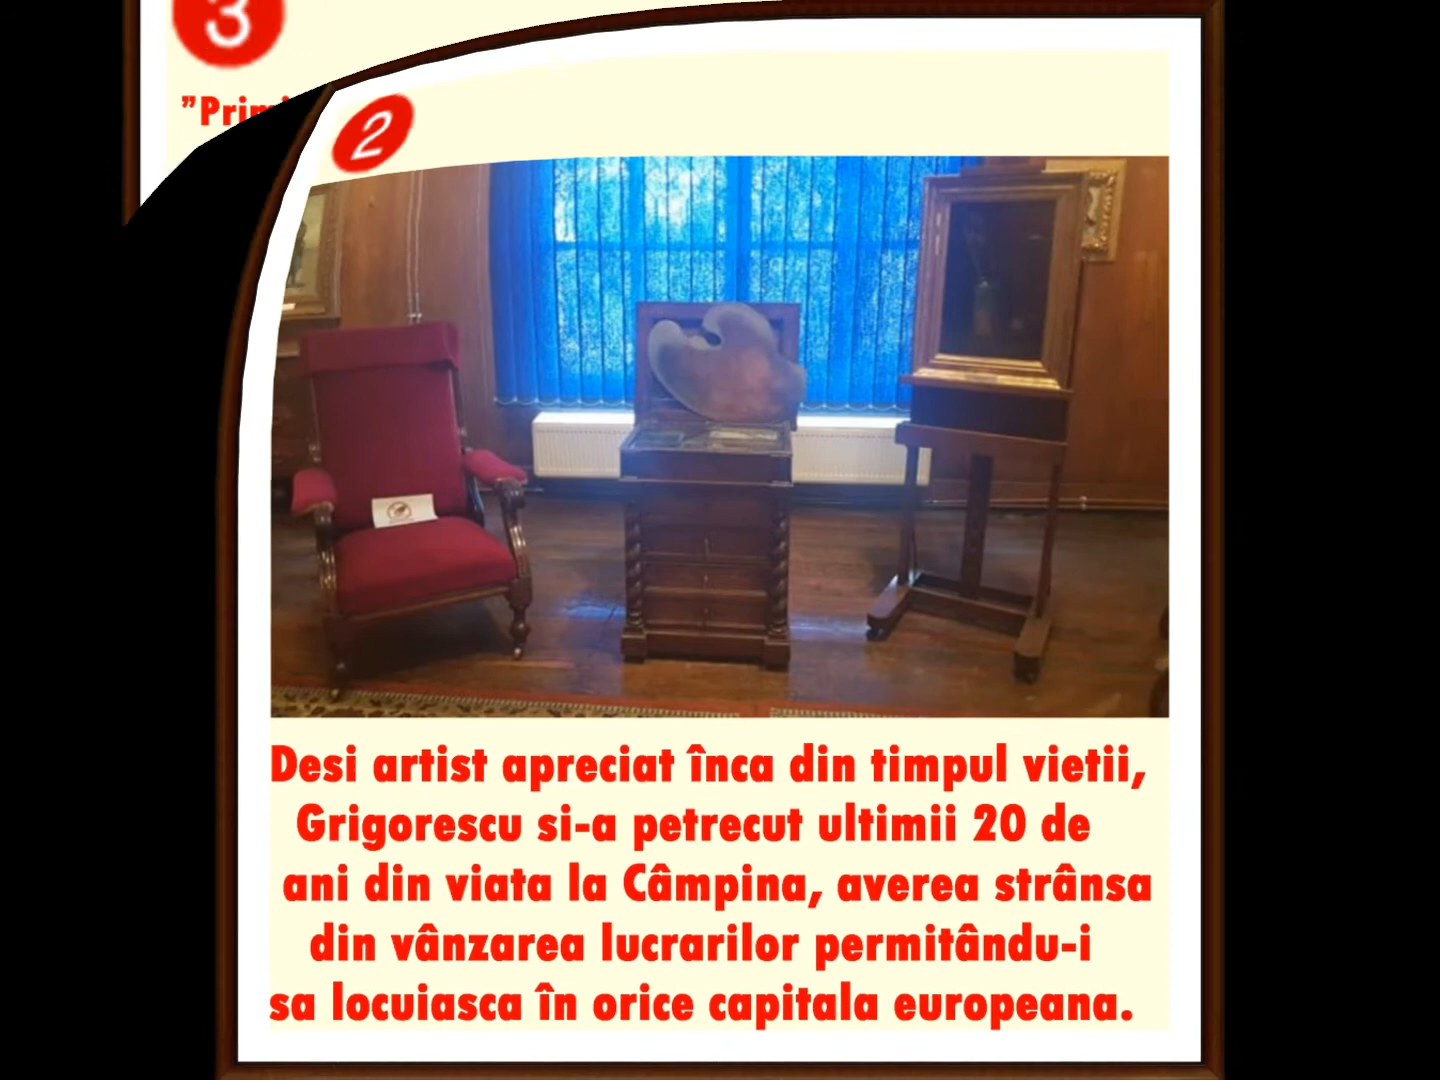 3
"Primi
2
Desi artist apreciat înca din timpul vietii,
Grigorescu si-a petrecut ultimii 20 de
ani din viata la Câmpina, averea strânsa
din vânzarea lucrarilor permitându-i
sa locuiasca în orice capitala europeana.